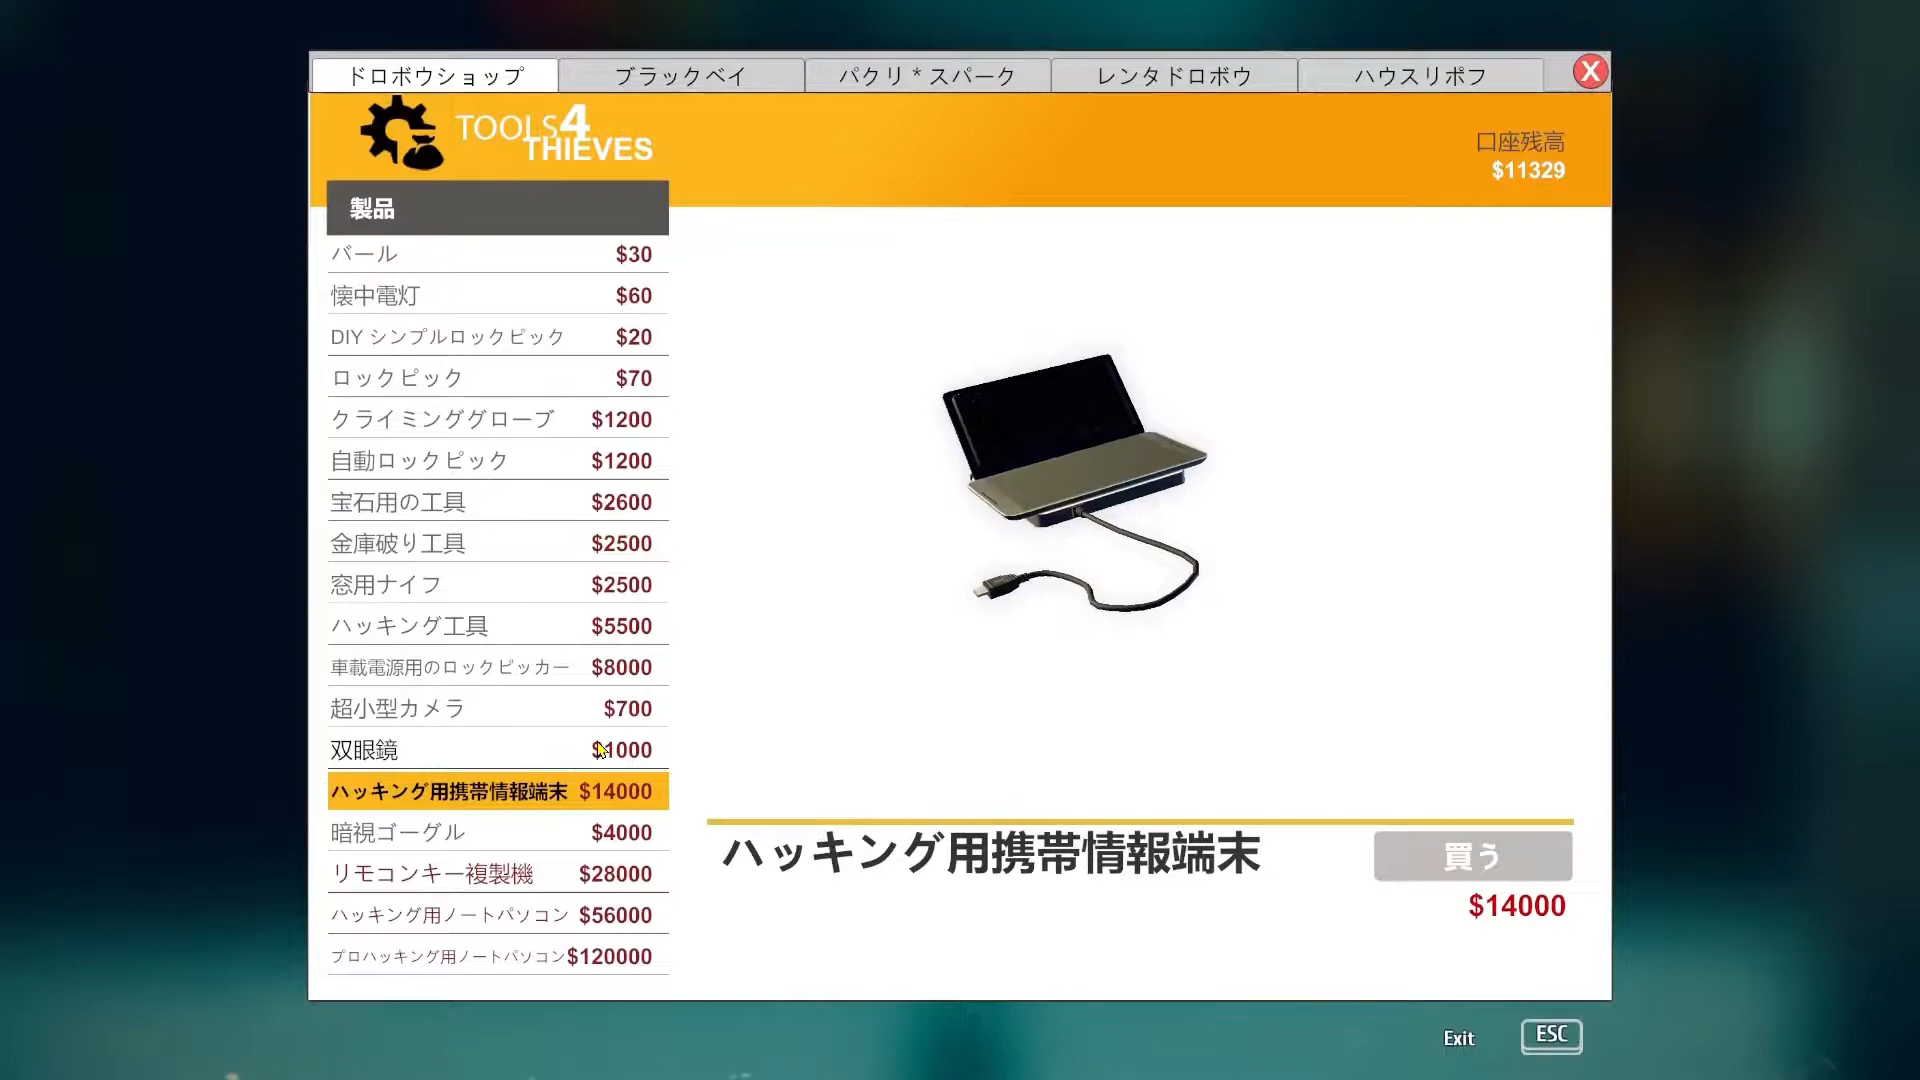 ドロボウショップ ブラックベイ パクリ * スパーク レンタドロボウ ハウスリポフ X
TOOLS4
THIEVES
口座残高
$11329
製品
バール $30
懐中電灯 $60
DIY シンプルロックピック $20
ロックピック $70
クライミンググローブ $1200
自動ロックピック $1200
宝石用の工具 $2600
金庫破り工具 $2500
窓用ナイフ $2500
ハッキング工具 $5500
車載電源用のロックピッカー $8000
超小型カメラ $700
双眼鏡 $1000
ハッキング用携帯情報端末 $14000
暗視ゴーグル $4000
リモコンキー複製機 $28000
ハッキング用ノートパソコン $56000
プロハッキング用ノートパソコン $120000
ハッキング用携帯情報端末
買う
$14000
Exit ESC